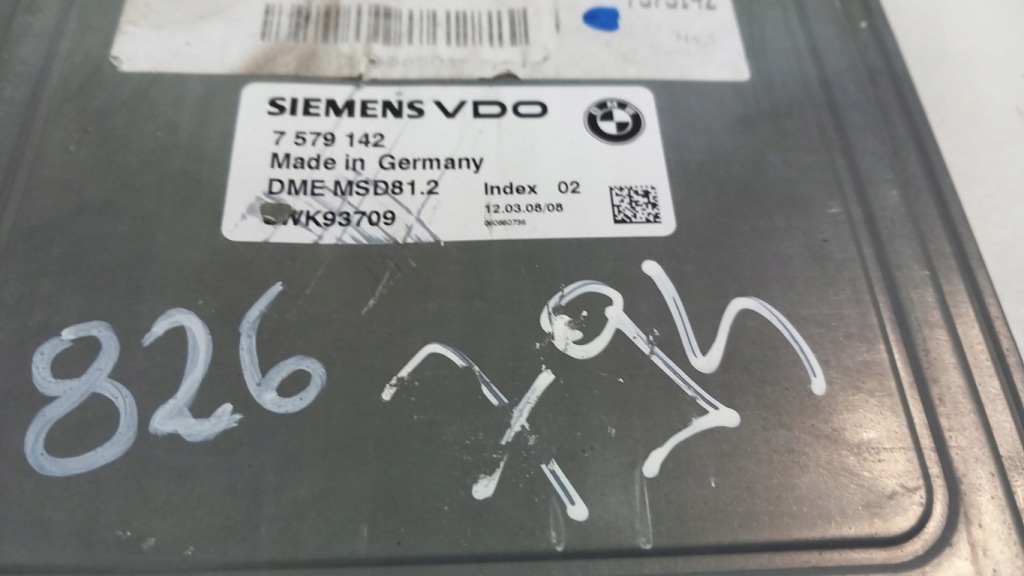 SIEMENS VDO
BMW
7 579 142
Made in Germany
DME MSD81.2 Index 02
12.03.08/08
WK93709
826